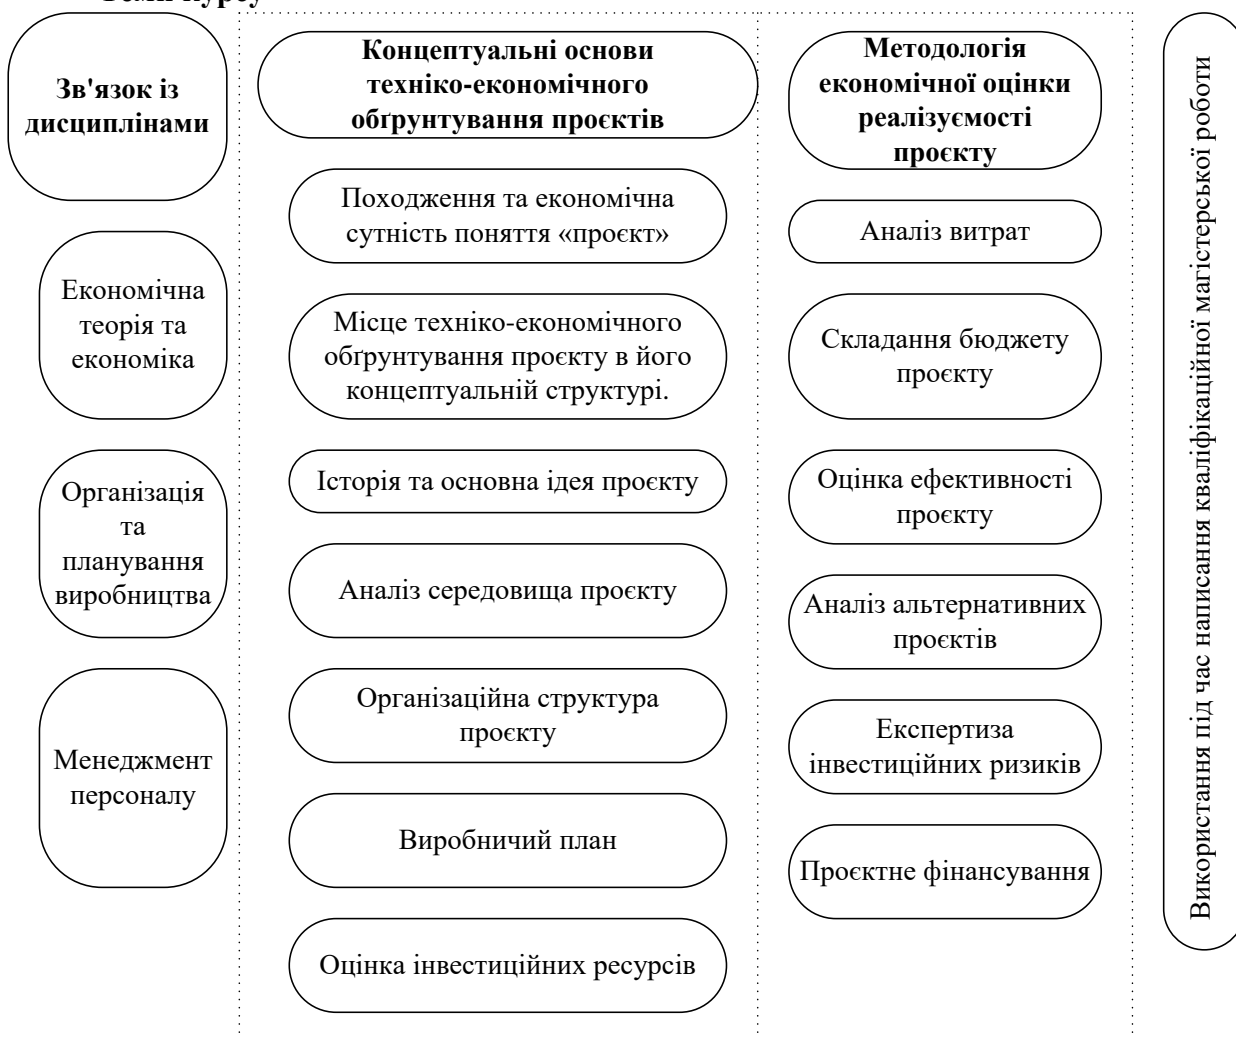 Зв'язок із
дисциплінами
Економічна
теорія та
економіка
Організація
та
планування
виробництва
Менеджмент
персоналу
Концептуальні основи
техніко-економічного
обґрунтування проєктів
Походження та економічна
сутність поняття «проєкт»
Місце техніко-економічного
обґрунтування проєкту в його
концептуальній структурі.
Історія та основна ідея проєкту
Аналіз середовища проєкту
Організаційна структура
проєкту
Виробничий план
Оцінка інвестиційних ресурсів
Методологія
економічної оцінки
реалізуємості
проєкту
Аналіз витрат
Складання бюджету
проєкту
Оцінка ефективності
проєкту
Аналіз альтернативних
проєктів
Експертиза
інвестиційних ризиків
Проєктне фінансування
Використання під час написання кваліфікаційної магістерської роботи